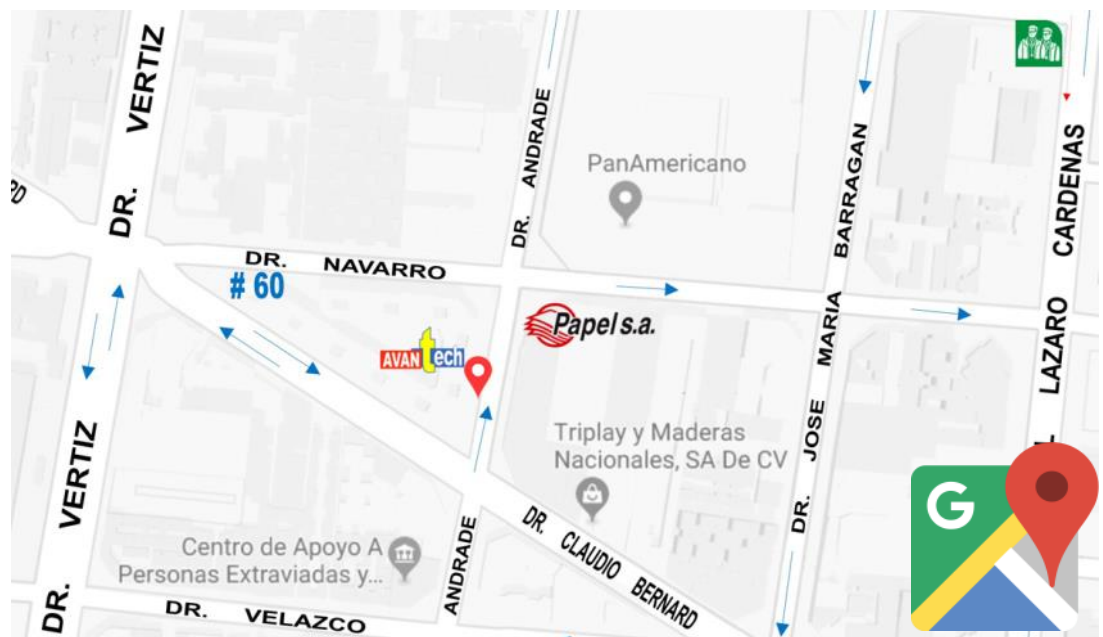 DR. VERTIZ
DR. ANDRADE
PanAmericano
BARRAGAN
LAZARO CARDENAS
DR. NAVARRO
# 60
Papel s.a.
AVANtech
DR. JOSE MARIA
Triplay y Maderas
Nacionales, SA De CV
DR. VERTIZ
DR. CLAUDIO BERNARD
Centro de Apoyo A
Personas Extraviadas y...
ANDRADE
DR. VELAZCO
G